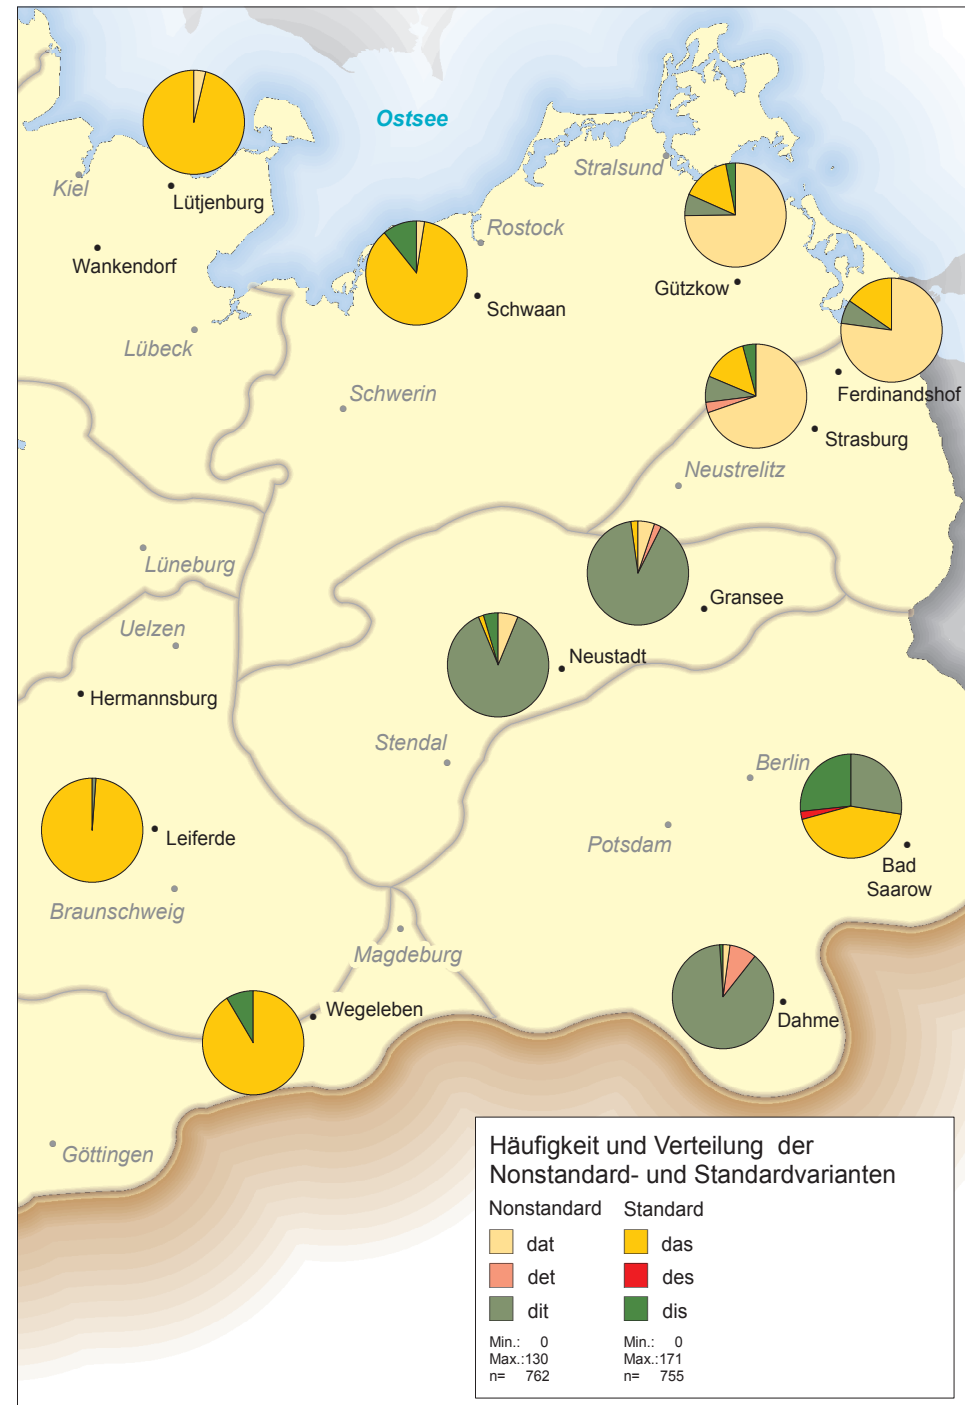 Ostsee
Stralsund
Kiel
Lütjenburg
Rostock
Wankendorf
Gützkow
Schwaan
Lübeck
Schwerin
Ferdinandshof
Strasburg
Neustrelitz
Lüneburg
Gransee
Uelzen
Neustadt
Hermannsburg
Stendal
Berlin
Leiferde
Potsdam
Bad
Saarow
Braunschweig
Magdeburg
Wegeleben
Dahme
Göttingen
Häufigkeit und Verteilung der
Nonstandard- und Standardvarianten
Nonstandard Standard
dat das
det des
dit dis
Min.: 0 Min.: 0
Max.:130 Max.:171
n= 762 n= 755